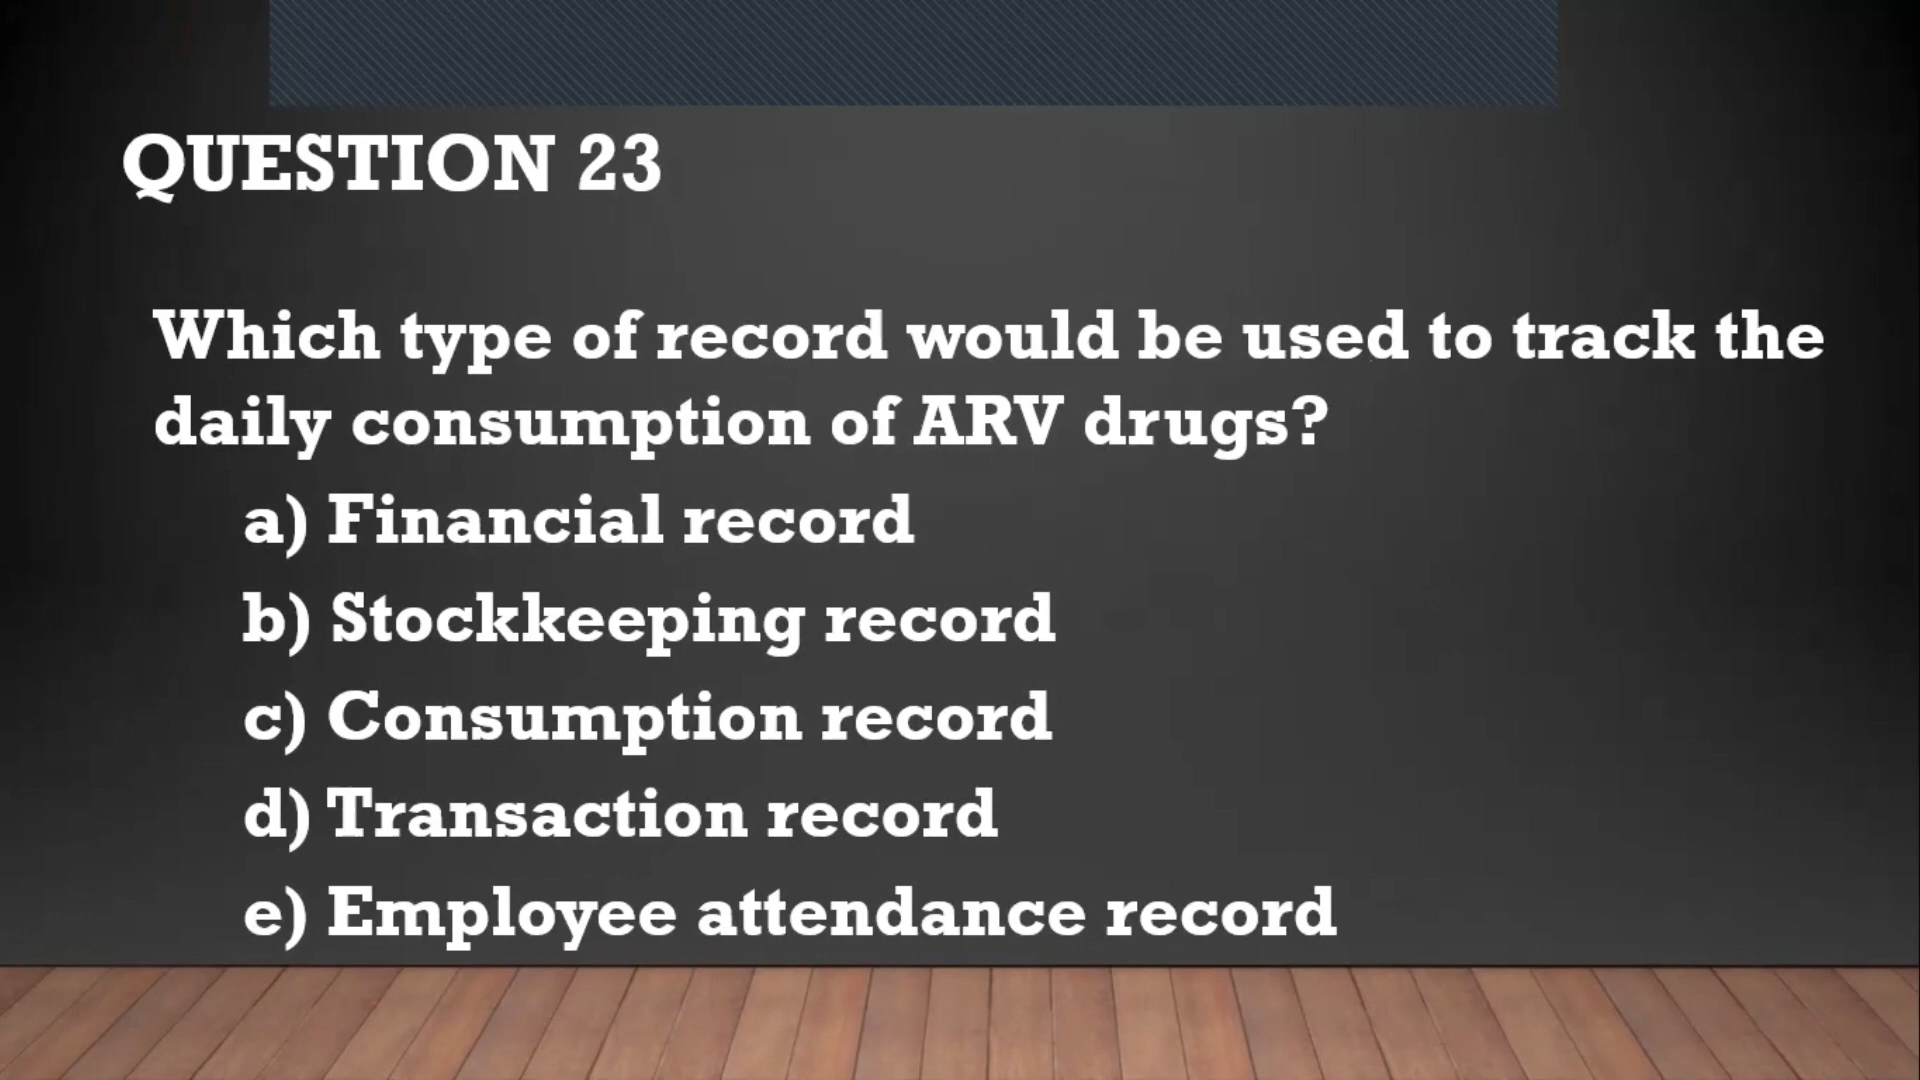 QUESTION 23
Which type of record would be used to track the
daily consumption of ARV drugs?
a) Financial record
b) Stockkeeping record
c) Consumption record
d) Transaction record
e) Employee attendance record